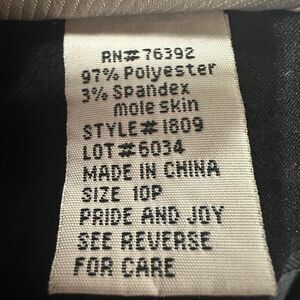 RN#76392
97% Polyester
3% Spandex
mole skin
STYLE#1809
LOT#6034
MADE IN CHINA
SIZE 10P
PRIDE AND JOY
SEE REVERSE
FOR CARE